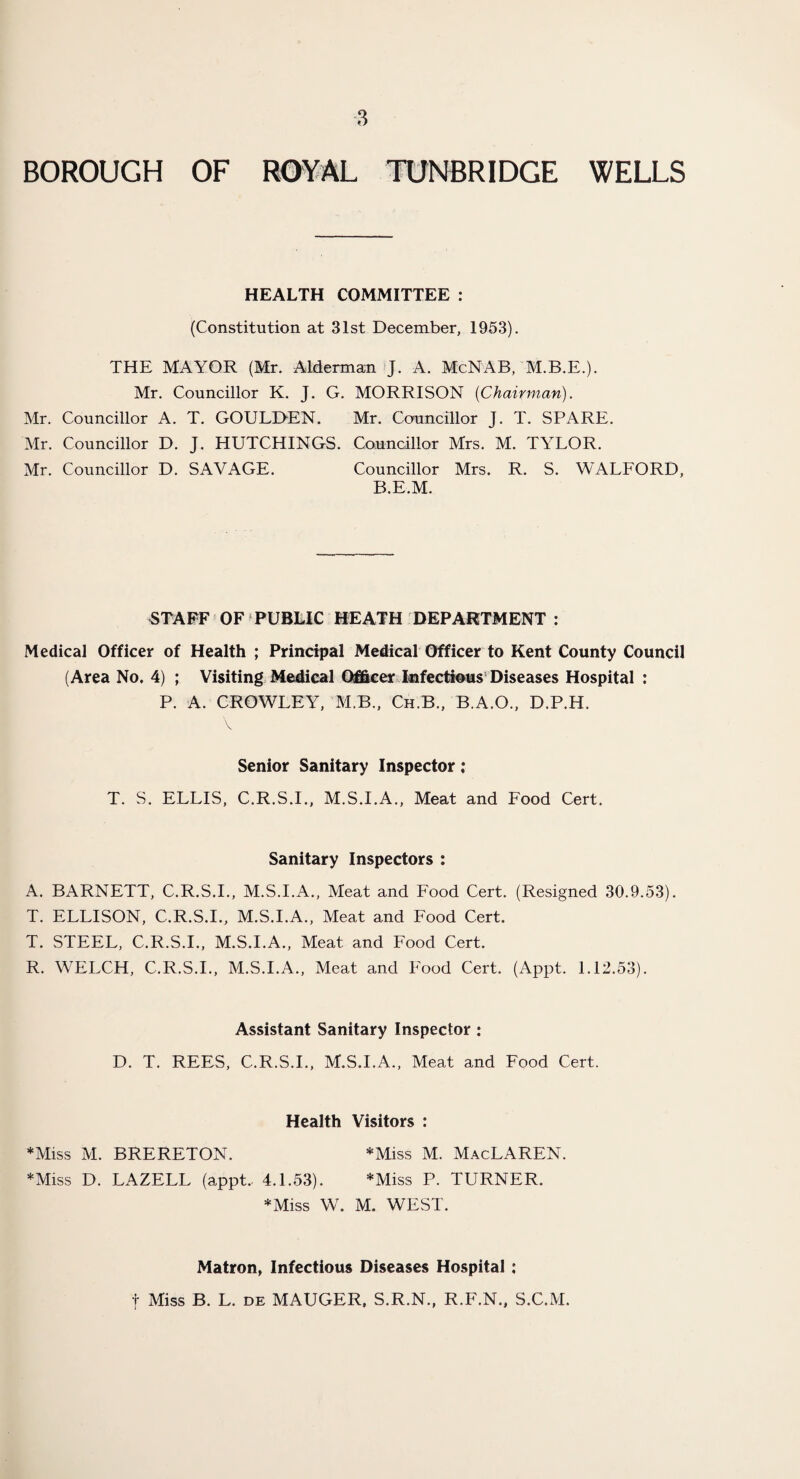 3
BOROUGH OF ROYAL TUNBRIDGE WELLS
HEALTH COMMITTEE :
(Constitution at 31st December, 1953).
THE MAYOR (Mr. Alderman J. A. McNAB, M.B.E.).
Mr. Councillor K. J. G. MORRISON (Chairman).
Mr. Councillor A. T. GOULDEN. Mr. Councillor J. T. SPARE.
Mr. Councillor D. J. HUTCHINGS. Councillor Mrs. M. TYLOR.
Mr. Councillor D. SAVAGE. Councillor Mrs. R. S. WALFORD,
B.E.M.
STAFF OF PUBLIC HEATH DEPARTMENT :
Medical Officer of Health ; Principal Medical Officer to Kent County Council
(Area No. 4) ; Visiting Medical Officer Infectious Diseases Hospital :
P. A. CROWLEY, M.B., Ch.B., B.A.O., D.P.H.
Senior Sanitary Inspector :
T. S. ELLIS, C.R.S.I., M.S.I.A., Meat and Food Cert.
Sanitary Inspectors :
A. BARNETT, C.R.S.I., M.S.I.A., Meat and Food Cert. (Resigned 30.9.53).
T. ELLISON, C.R.S.I., M.S.I.A., Meat and Food Cert.
T. STEEL, C.R.S.I., M.S.I.A., Meat and Food Cert.
R. WELCH, C.R.S.I., M.S.I.A., Meat and Food Cert. (Appt. 1.12.53).
Assistant Sanitary Inspector :
D. T. REES, C.R.S.I., M.S.I.A., Meat and Food Cert.
Health Visitors :
*Miss M. BRERETON. *Miss M. MacLAREN.
*Miss D. LAZELL (appt. 4.1.53). *Miss P. TURNER.
*Miss W. M. WEST.
Matron, Infectious Diseases Hospital :
† Miss B. L. de MAUGER, S.R.N., R.F.N., S.C.M.